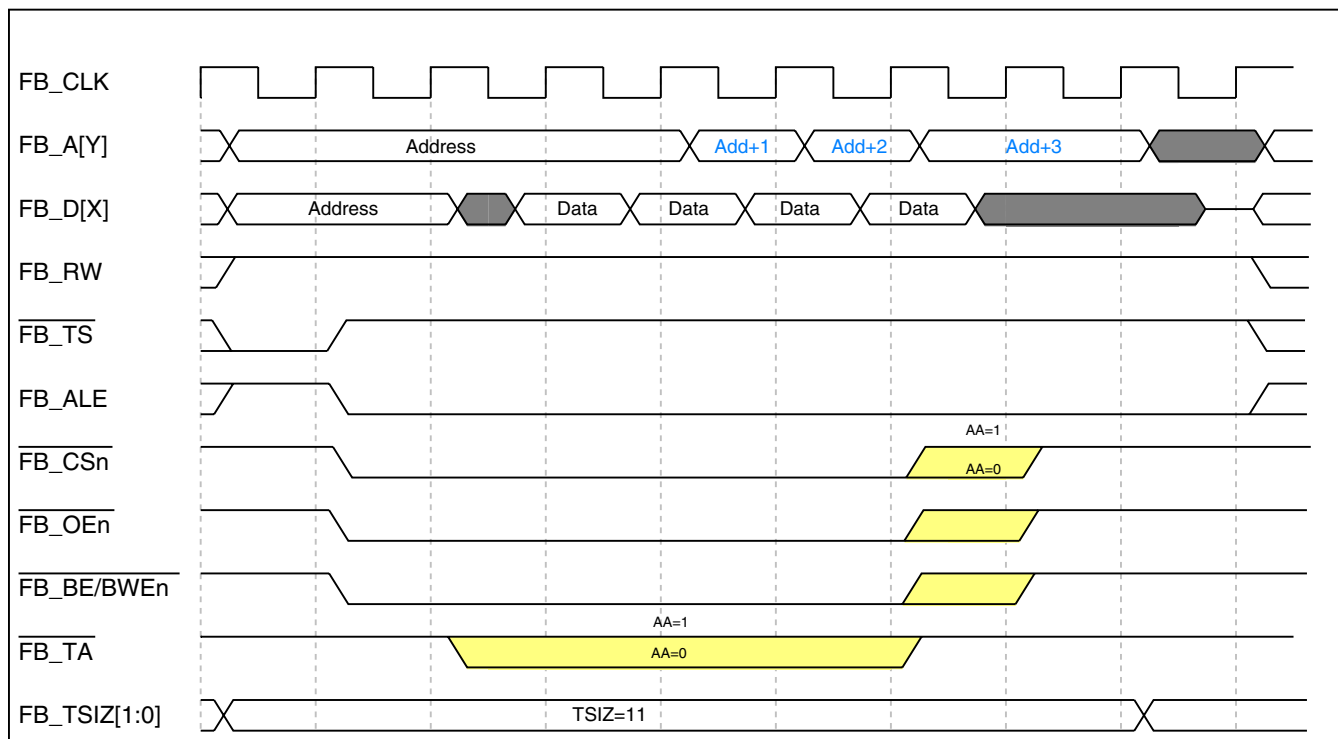 FB_CLK
FB_A[Y] Address Add+1 Add+2 Add+3
FB_D[X] Address Data Data Data Data
FB_RW
FB_TS
FB_ALE
AA=1
FB_CSn AA=0
FB_OEn
FB_BE/BWEn
AA=1
FB_TA AA=0
FB_TSIZ[1:0] TSIZ=11